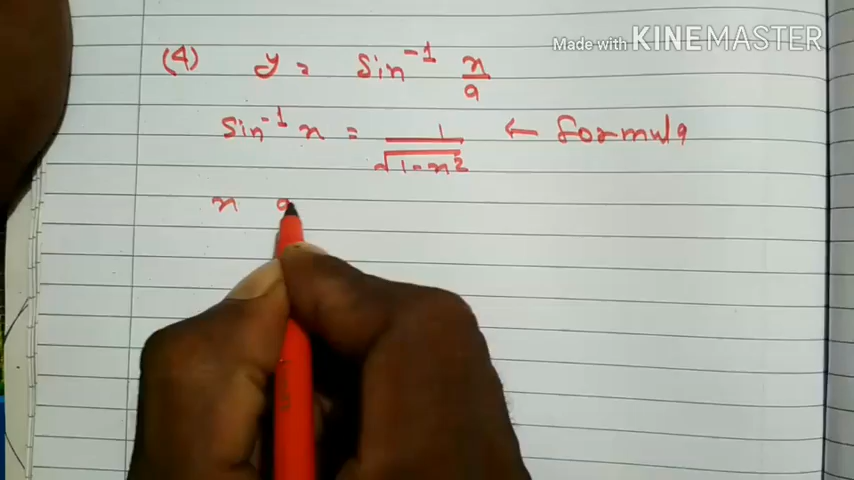 Made with KINEMASTER
(4) y = sin⁻¹ x/a
sin⁻¹ x = 1/√(1-x²) ← formula
x a